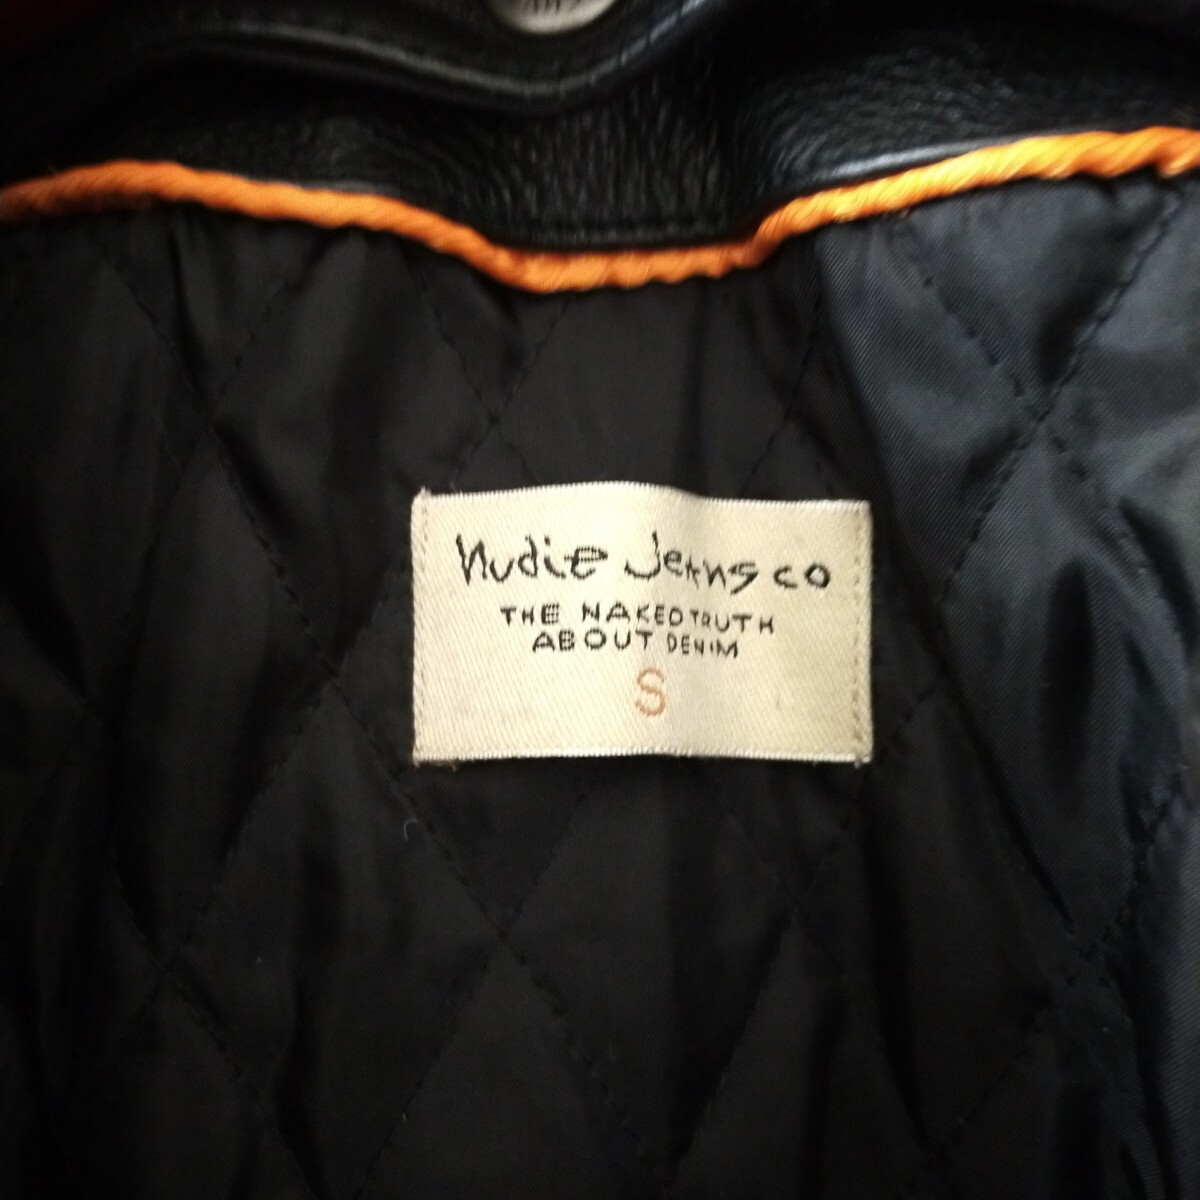 Nudie Jeans co
THE NAKED TRUTH
ABOUT DENIM
S